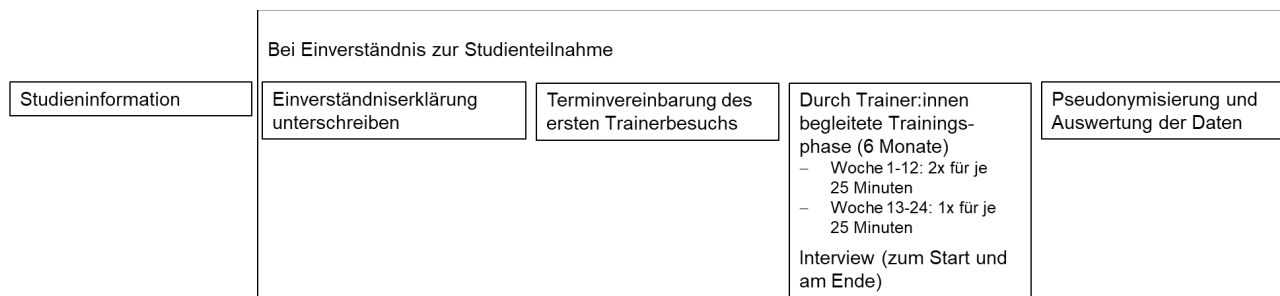 Bei Einverständnis zur Studienteilnahme
Studieninformation
Einverständniserklärung
unterschreiben
Terminvereinbarung des
ersten Trainerbesuchs
Durch Trainer:innen
begleitete Trainings-
phase (6 Monate)
– Woche 1-12: 2x für je
25 Minuten
– Woche 13-24: 1x für je
25 Minuten
Interview (zum Start und
am Ende)
Pseudonymisierung und
Auswertung der Daten